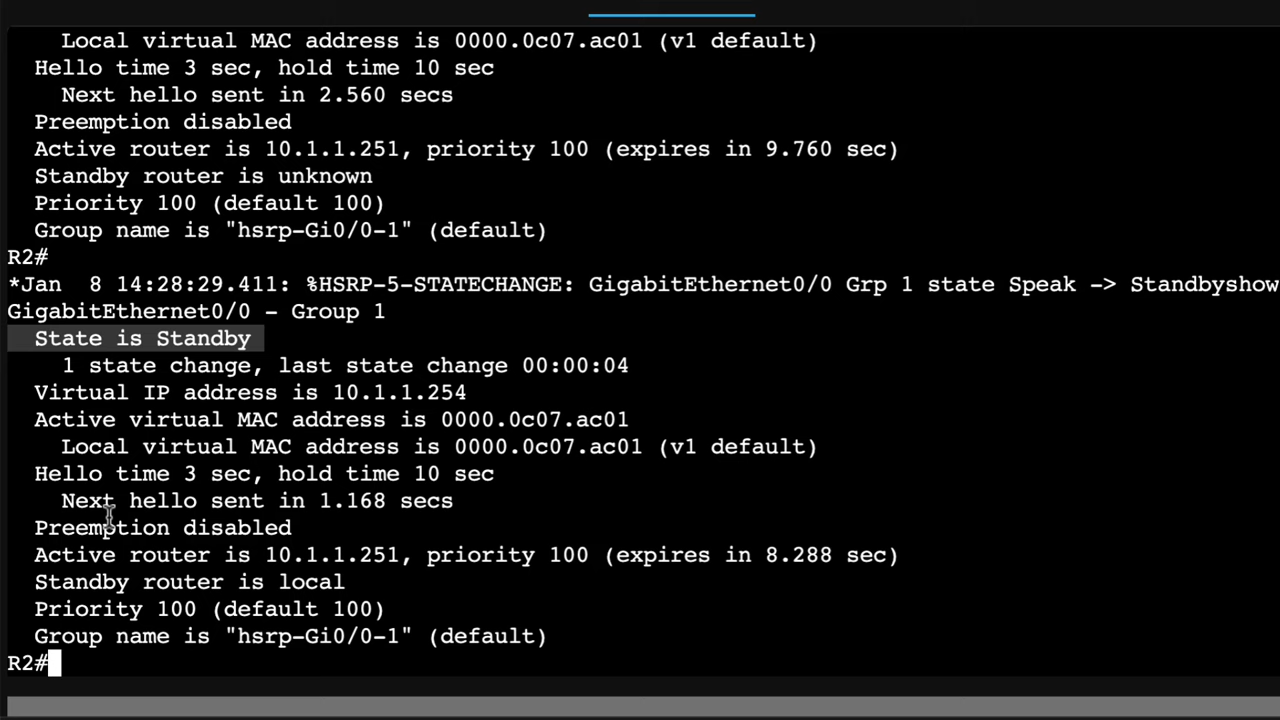 Local virtual MAC address is 0000.0c07.ac01 (v1 default)
Hello time 3 sec, hold time 10 sec
Next hello sent in 2.560 secs
Preemption disabled
Active router is 10.1.1.251, priority 100 (expires in 9.760 sec)
Standby router is unknown
Priority 100 (default 100)
Group name is "hsrp-Gi0/0-1" (default)
R2#
*Jan  8 14:28:29.411: %HSRP-5-STATECHANGE: GigabitEthernet0/0 Grp 1 state Speak -> Standbyshow
GigabitEthernet0/0 - Group 1
State is Standby
1 state change, last state change 00:00:04
Virtual IP address is 10.1.1.254
Active virtual MAC address is 0000.0c07.ac01
Local virtual MAC address is 0000.0c07.ac01 (v1 default)
Hello time 3 sec, hold time 10 sec
Next hello sent in 1.168 secs
Preemption disabled
Active router is 10.1.1.251, priority 100 (expires in 8.288 sec)
Standby router is local
Priority 100 (default 100)
Group name is "hsrp-Gi0/0-1" (default)
R2#